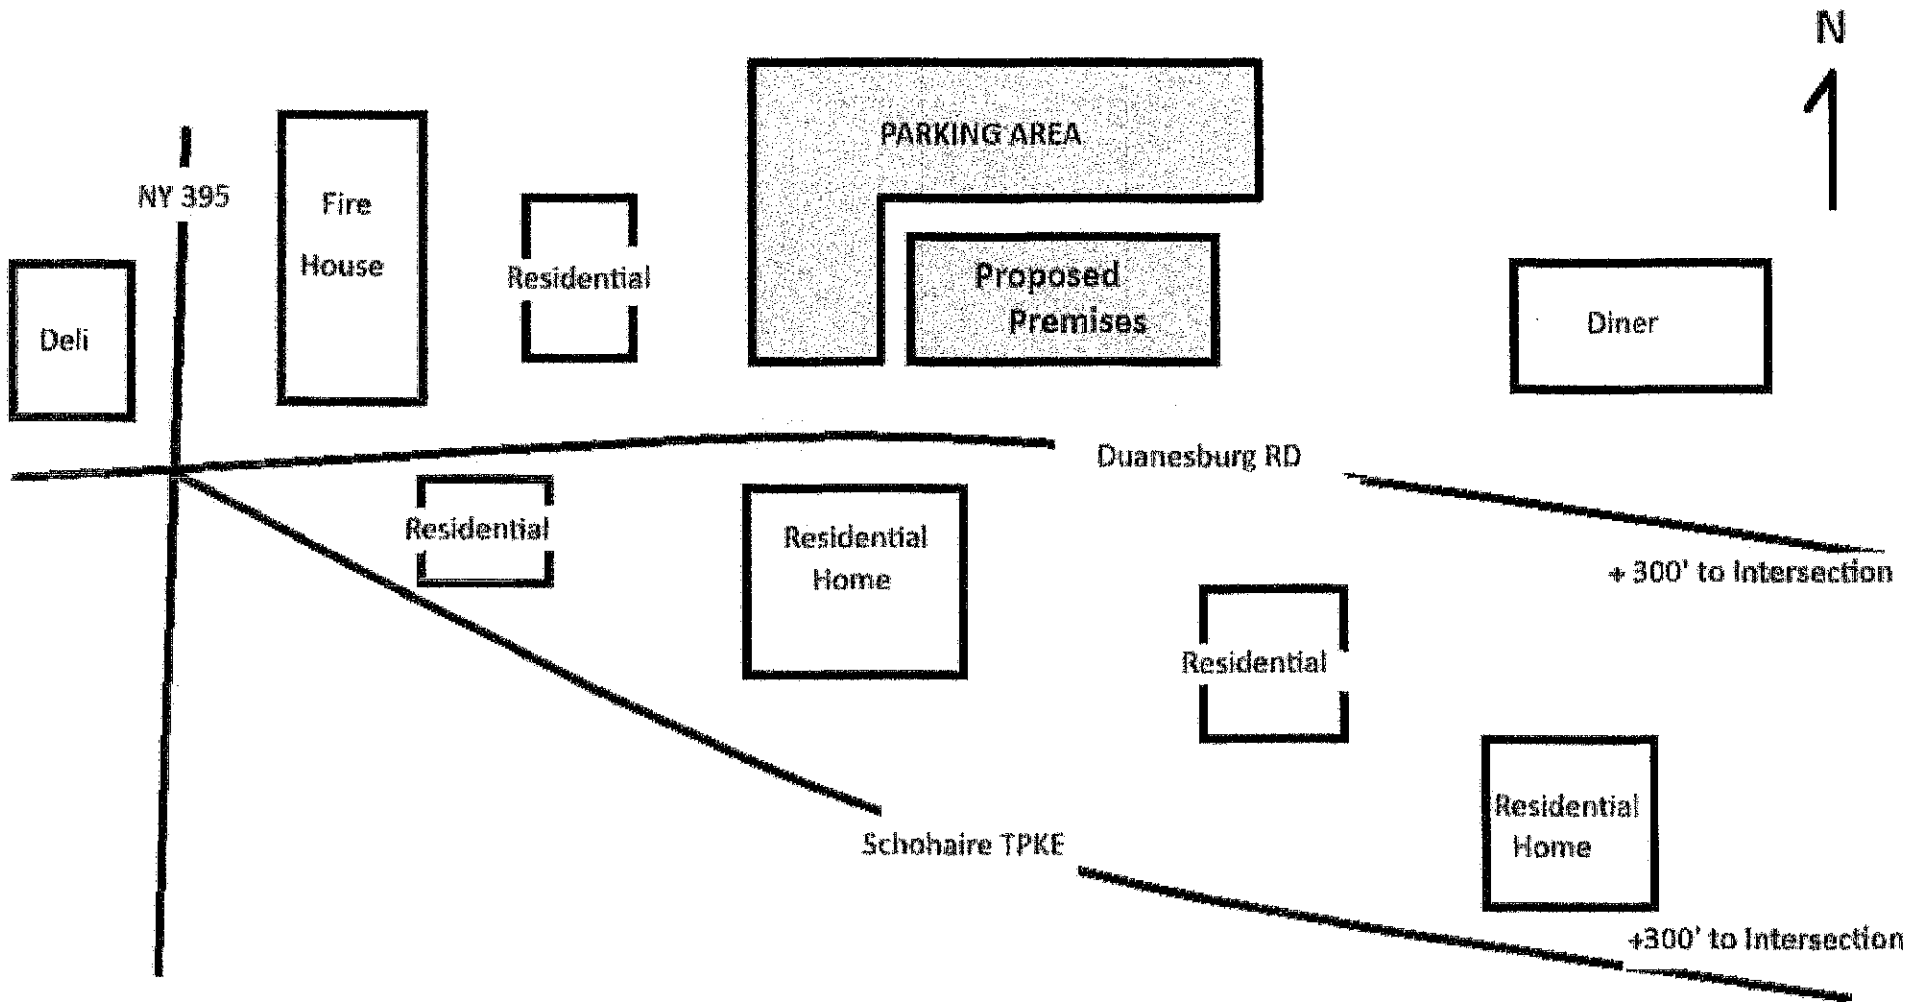 N
PARKING AREA
NY 395
Fire
House
Residential
Proposed
Premises
Deli
Diner
Duanesburg RD
Residential
Residential
Home
+ 300' to Intersection
Residential
Residential
Home
Schohaire TPKE
+300' to Intersection